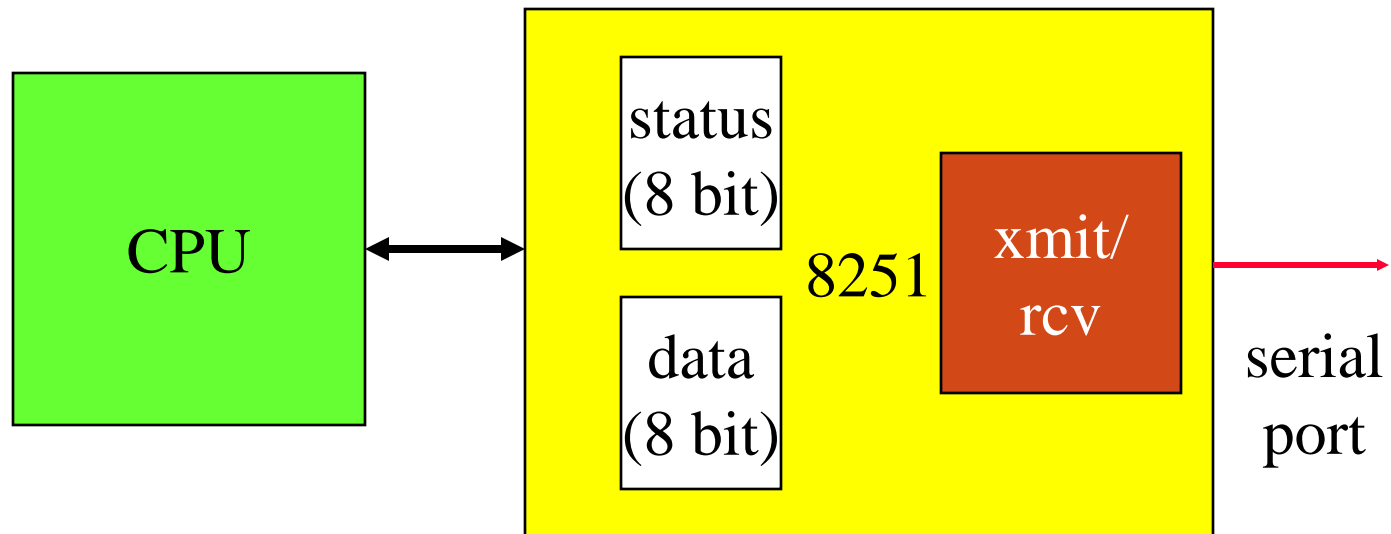 CPU
status
(8 bit)
data
(8 bit)
8251
xmit/
rcv
serial
port